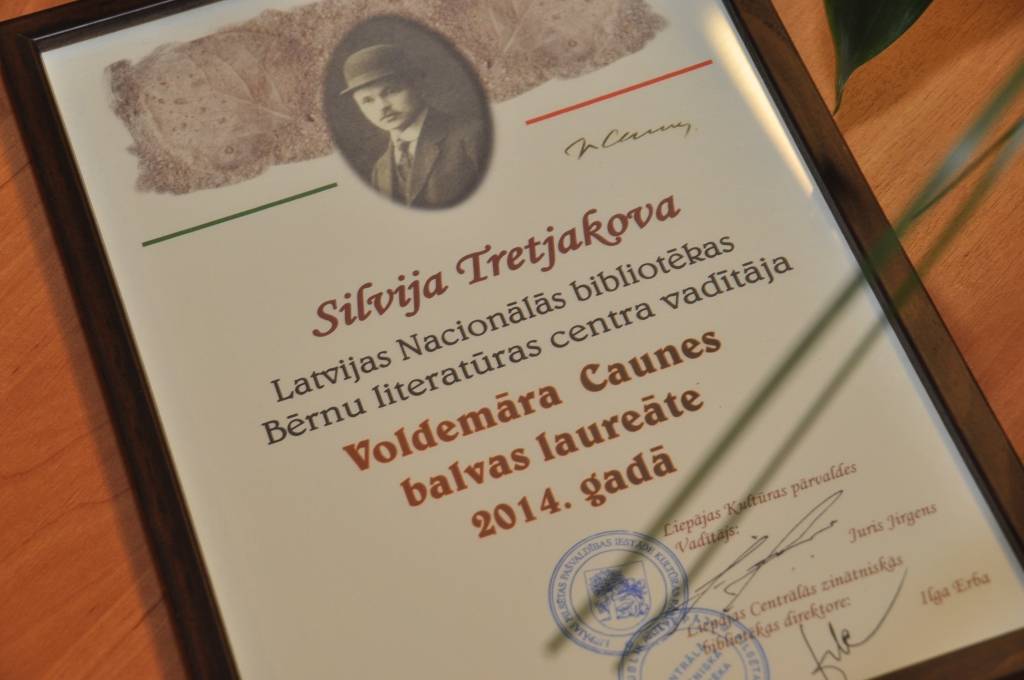 Silvija Tretjakova
Latvijas Nacionālās bibliotēkas
Bērnu literatūras centra vadītāja
Voldemāra Caunes
balvas laureāte
2014. gadā
Liepājas Kultūras pārvaldes
Vadītājs:
Juris Jirgens
Liepājas Centrālās zinātniskās
bibliotēkas direktore:
Ilga Erba